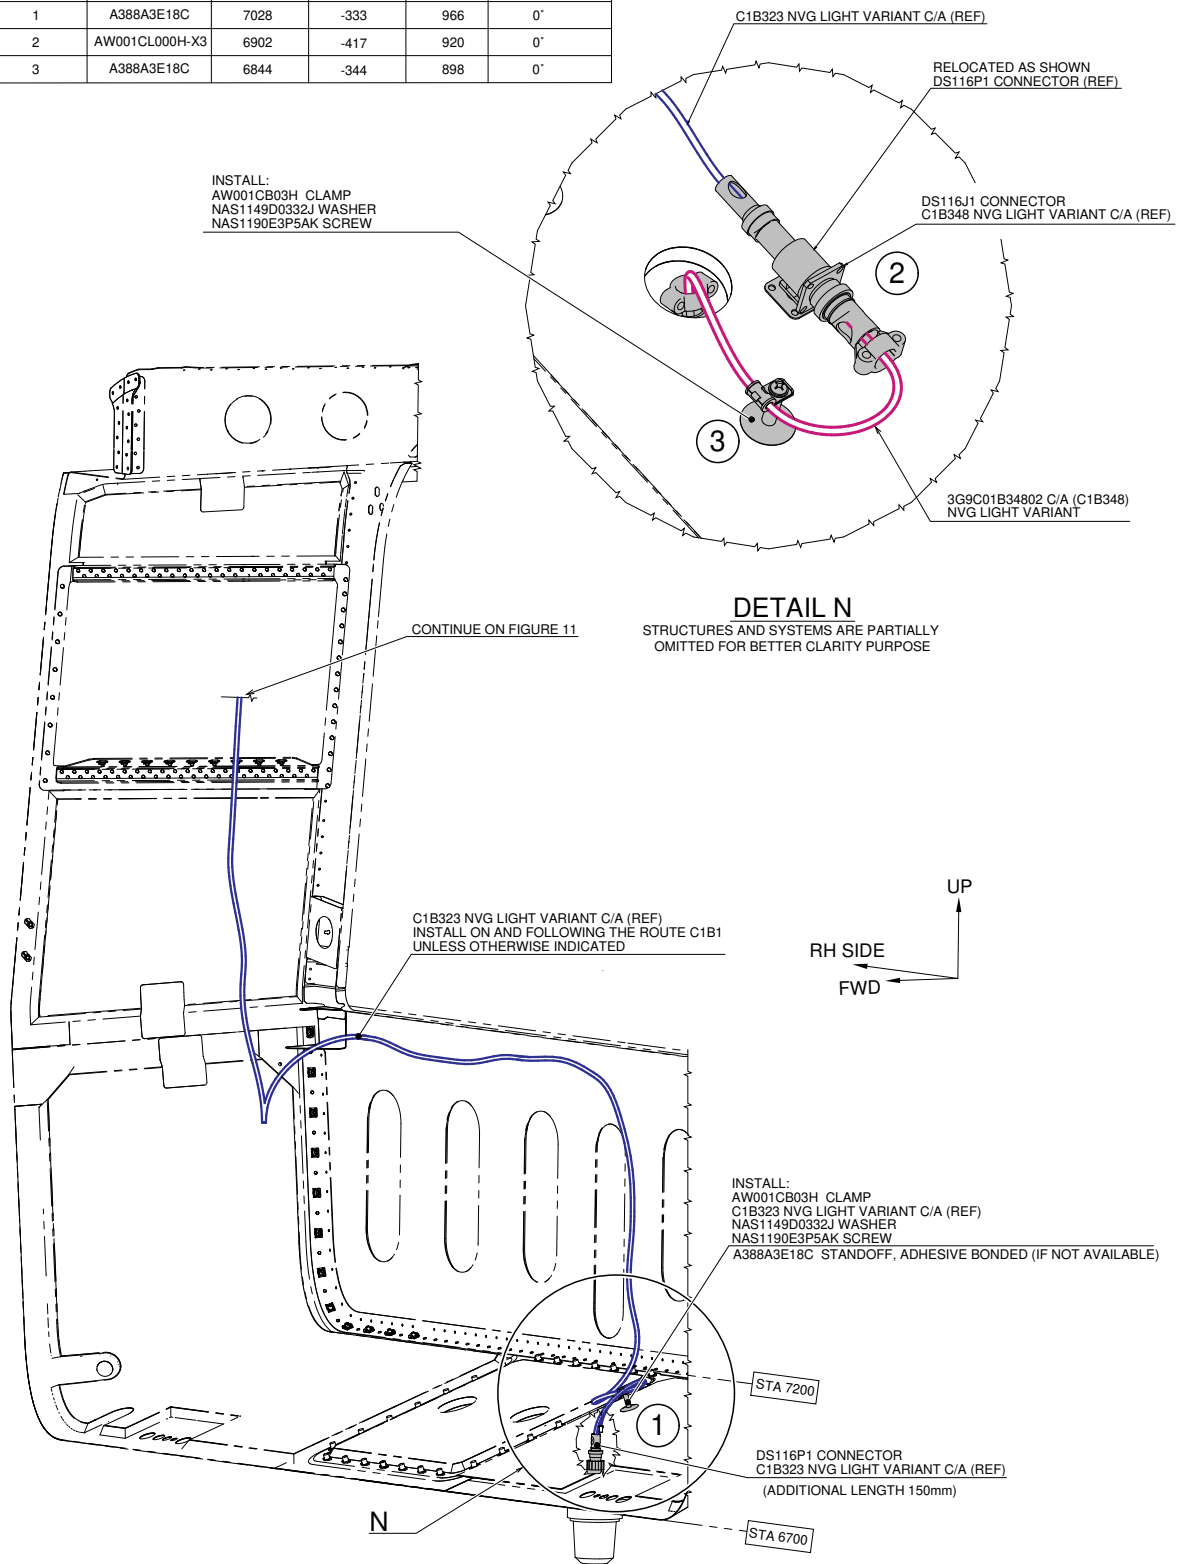 1 A388A3E18C 7028 -333 966 0°
2 AW001CL000H-X3 6902 -417 920 0°
3 A388A3E18C 6844 -344 898 0°
C1B323 NVG LIGHT VARIANT C/A (REF)
RELOCATED AS SHOWN
DS116P1 CONNECTOR (REF)
INSTALL:
AW001CB03H CLAMP
NAS1149D0332J WASHER
NAS1190E3P5AK SCREW
DS116J1 CONNECTOR
C1B348 NVG LIGHT VARIANT C/A (REF)
2
3
3G9C01B34802 C/A (C1B348)
NVG LIGHT VARIANT
DETAIL N
STRUCTURES AND SYSTEMS ARE PARTIALLY
OMITTED FOR BETTER CLARITY PURPOSE
CONTINUE ON FIGURE 11
UP
RH SIDE
FWD
C1B323 NVG LIGHT VARIANT C/A (REF)
INSTALL ON AND FOLLOWING THE ROUTE C1B1
UNLESS OTHERWISE INDICATED
INSTALL:
AW001CB03H CLAMP
C1B323 NVG LIGHT VARIANT C/A (REF)
NAS1149D0332J WASHER
NAS1190E3P5AK SCREW
A388A3E18C STANDOFF, ADHESIVE BONDED (IF NOT AVAILABLE)
STA 7200
1
DS116P1 CONNECTOR
C1B323 NVG LIGHT VARIANT C/A (REF)
(ADDITIONAL LENGTH 150mm)
N
STA 6700